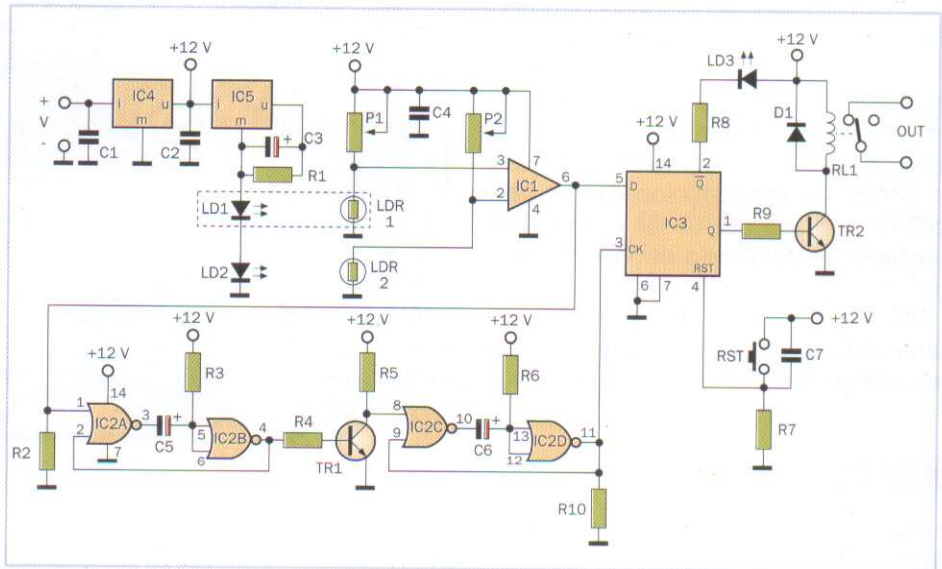 +12 V
+12 V
+12 V
LD3
+
V
-
i
IC4
u
m
i
IC5
u
m
C1
C2
C3
+
R1
P1
C4
P2
+12 V
R8
D1
RL1
OUT
LD1
LDR
1
LD2
LDR
2
3
2
7
IC1
4
6
14
2
Q
5
D
IC3
Q
1
R9
TR2
3
CK
RST
6
7
4
+12 V
+12 V
+12 V
+12 V
RST
C7
R7
+12 V
14
R3
R5
R6
1
2
IC2A
3
7
C5
+
5
6
IC2B
4
R4
TR1
8
9
IC2C
10
+
C6
13
12
IC2D
11
R2
R10